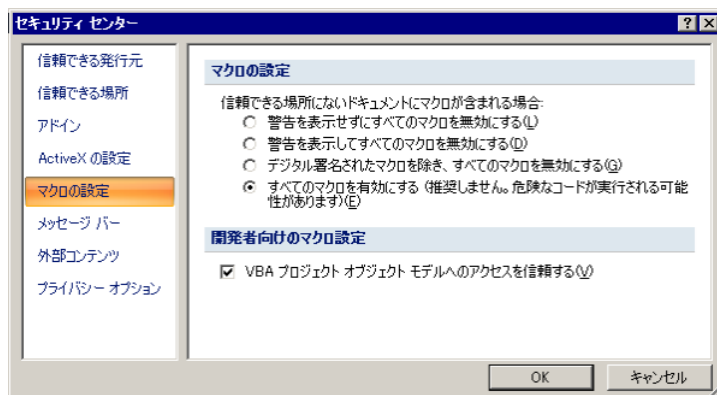 セキュリティ センター
信頼できる発行元
信頼できる場所
アドイン
ActiveX の設定
マクロの設定
メッセージ バー
外部コンテンツ
プライバシー オプション
マクロの設定
信頼できる場所にないドキュメントにマクロが含まれる場合:
警告を表示せずにすべてのマクロを無効にする(L)
警告を表示してすべてのマクロを無効にする(D)
デジタル署名されたマクロを除き、すべてのマクロを無効にする(G)
すべてのマクロを有効にする (推奨しません。危険なコードが実行される可能
性があります)(E)
開発者向けのマクロ設定
VBA プロジェクト オブジェクト モデルへのアクセスを信頼する(V)
OK
キャンセル